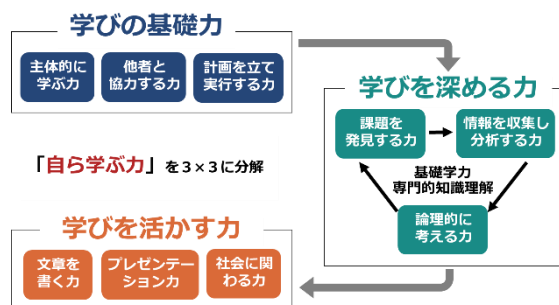 学びの基礎力
主体的に
学ぶ力
他者と
協力する力
計画を立て
実行する力
学びを深める力
課題を
発見する力
情報を収集し
分析する力
基礎学力
専門的知識理解
論理的に
考える力
「自ら学ぶ力」を3×3に分解
学びを活かす力
文章を
書く力
プレゼンテー
ション力
社会に関
わる力